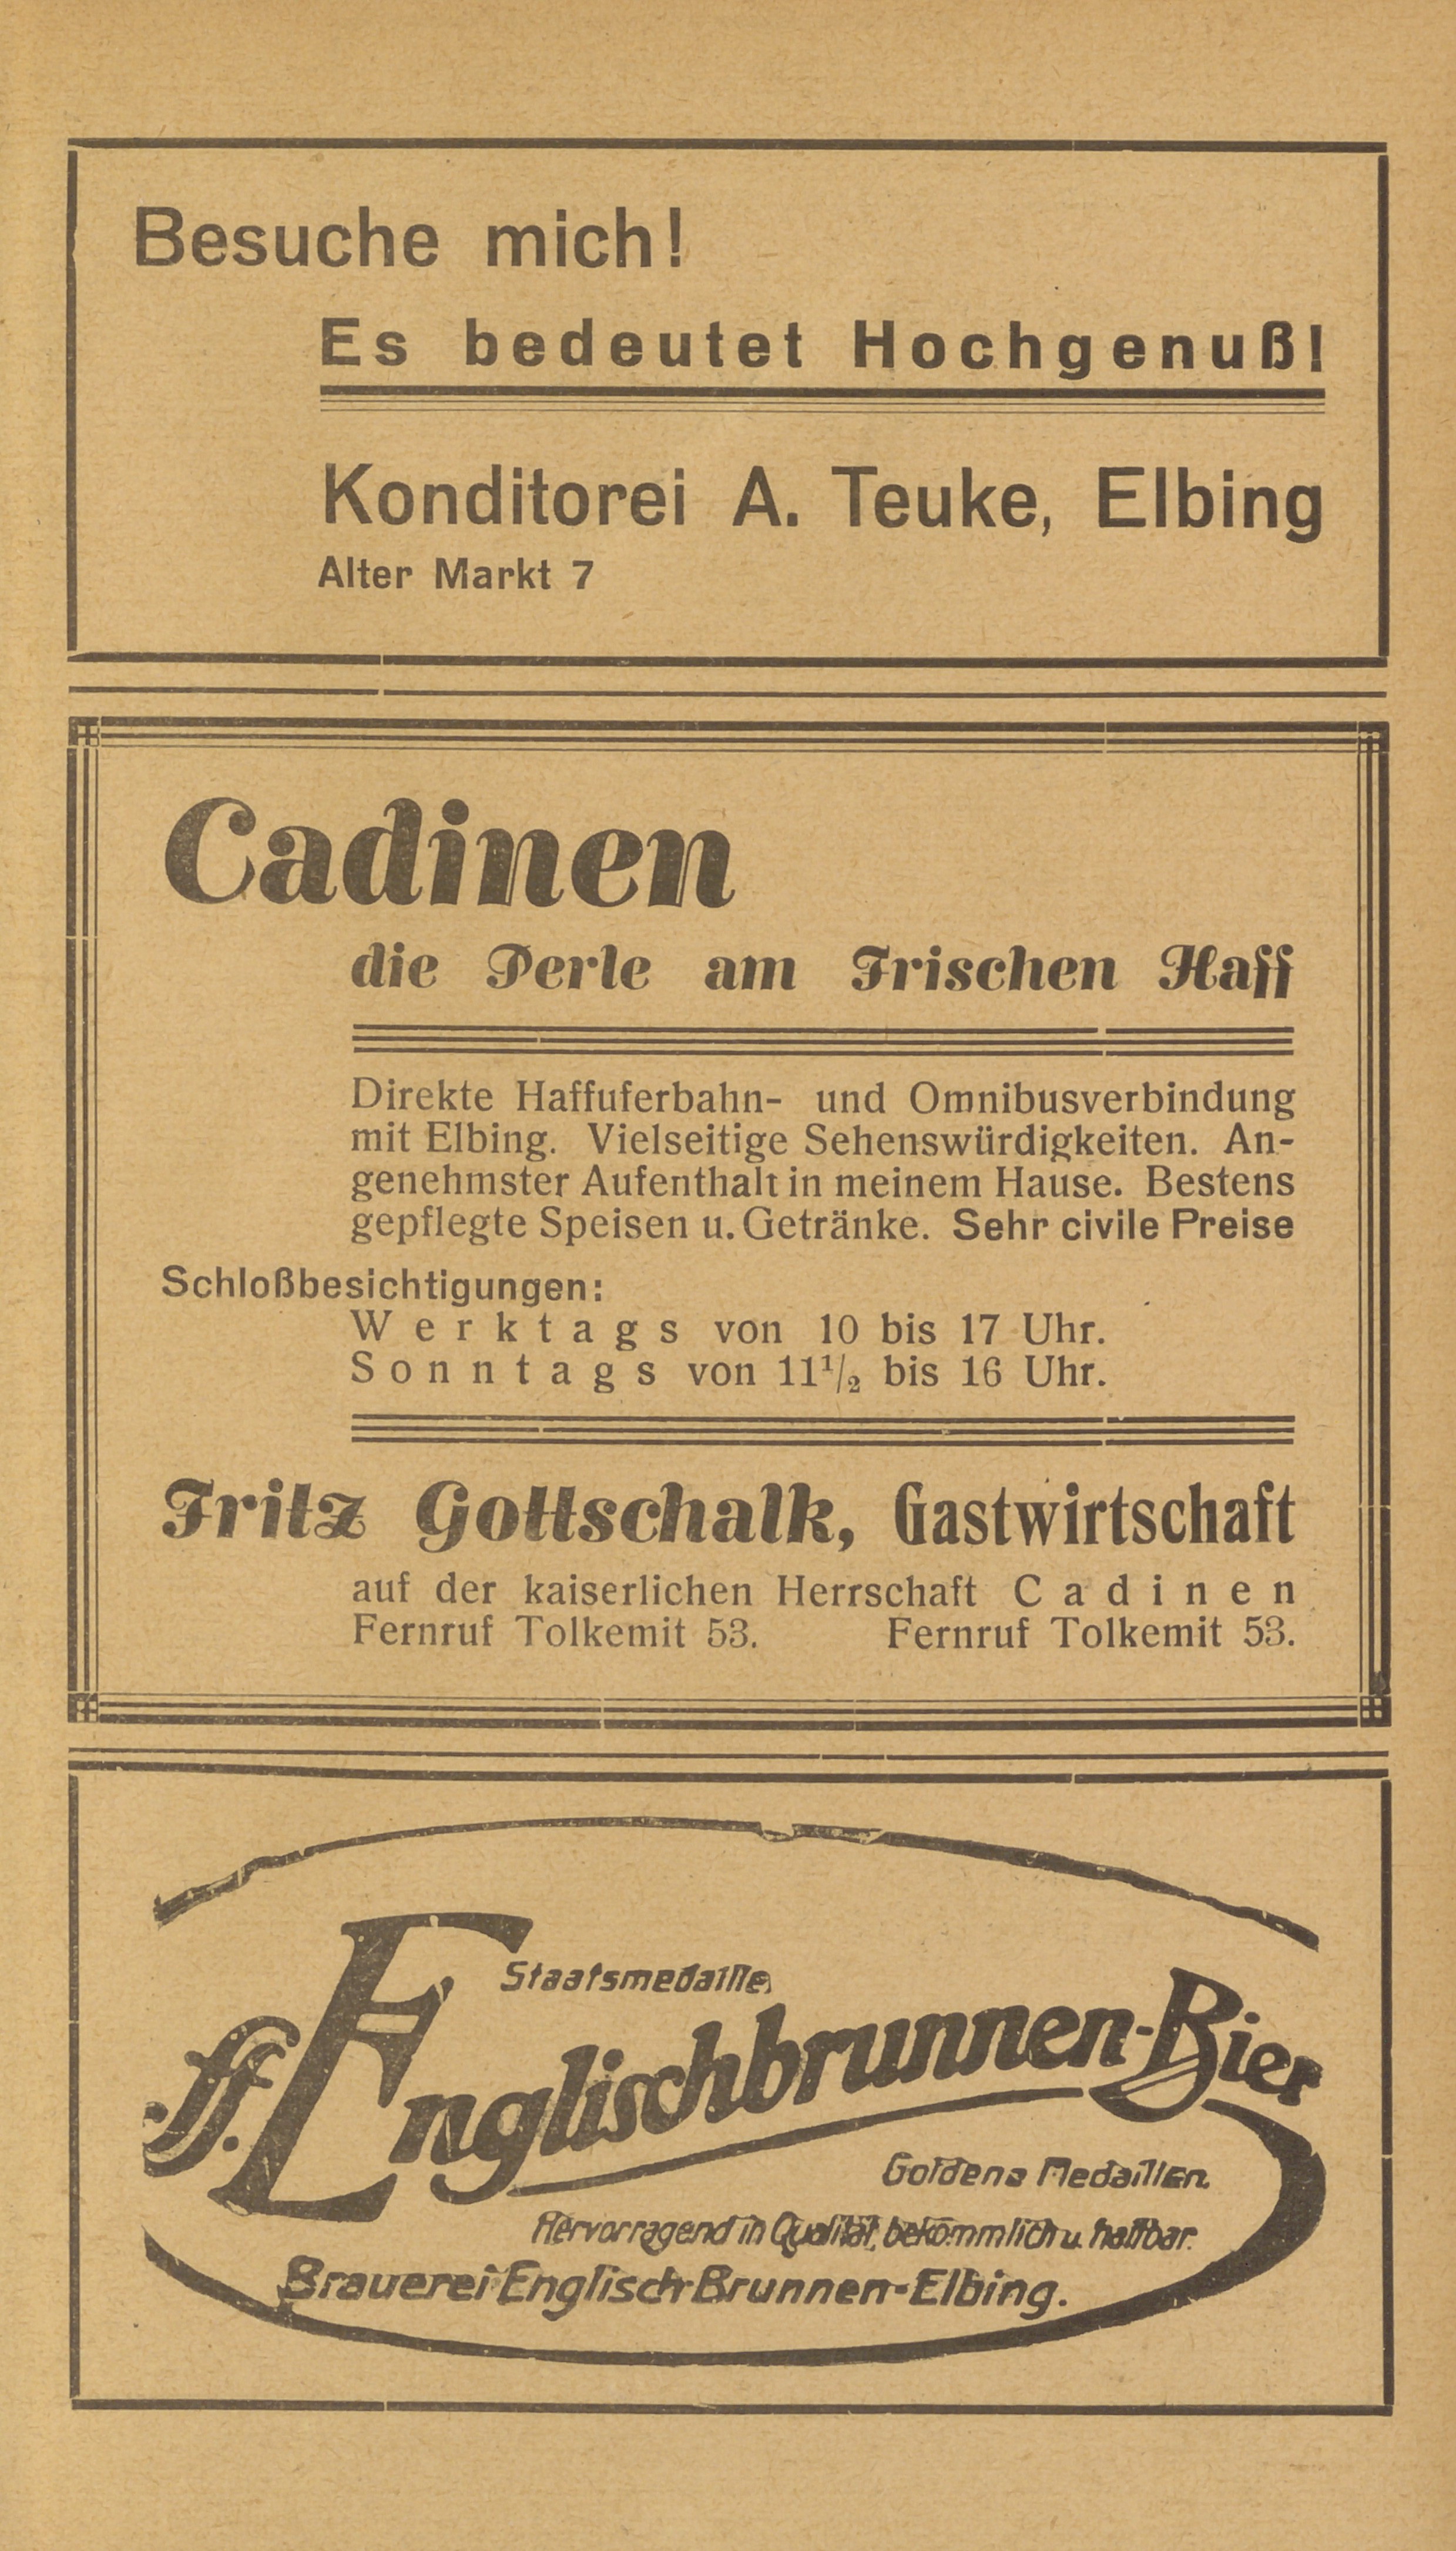 Besuche mich!
Es bedeutet Hochgenuß!
Konditorei A. Teuke, Elbing
Alter Markt 7
Cadinen
die Perle am Frischen Haff
Direkte Haffuferbahn- und Omnibusverbindung
mit Elbing. Vielseitige Sehenswürdigkeiten. An-
genehmster Aufenthalt in meinem Hause. Bestens
gepflegte Speisen u. Getränke. Sehr civile Preise
Schloßbesichtigungen:
Werktags von 10 bis 17 Uhr.
Sonntags von 11½ bis 16 Uhr.
Fritz Gottschalk, Gastwirtschaft
auf der kaiserlichen Herrschaft Cadinen
Fernruf Tolkemit 53. Fernruf Tolkemit 53.
Staatsmedaille,
ff. Englischbrunnen-Bier
Goldene Medaillen.
Hervorragend in Qualität, bekömmlich u. haltbar.
Brauerei Englisch Brunnen-Elbing.